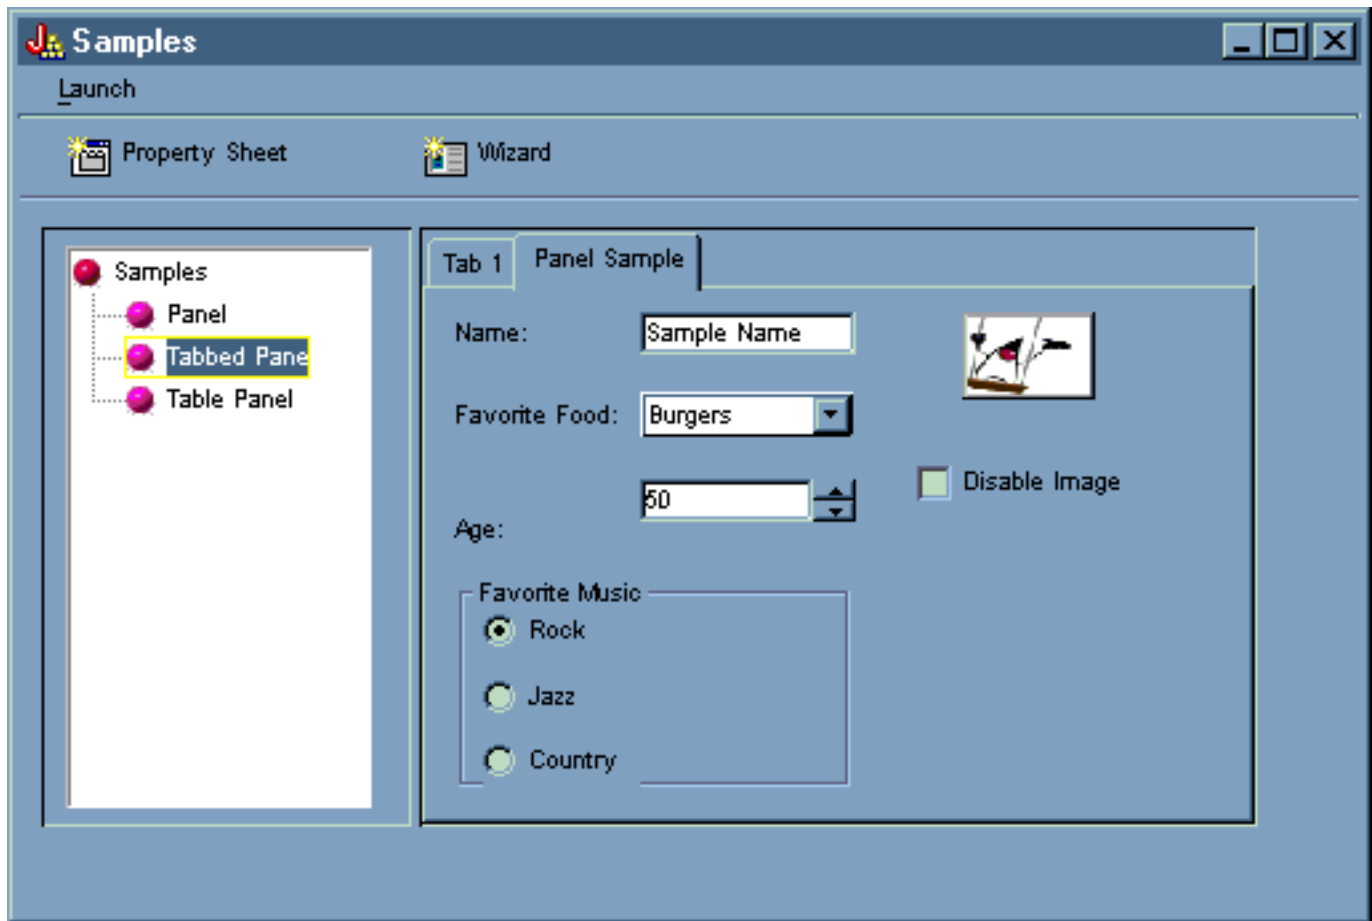 Samples
Launch
Property Sheet Wizard
Samples
Panel
Tabbed Pane
Table Panel
Tab 1 Panel Sample
Name: Sample Name
Favorite Food: Burgers
50
Disable Image
Age:
Favorite Music
Rock
Jazz
Country